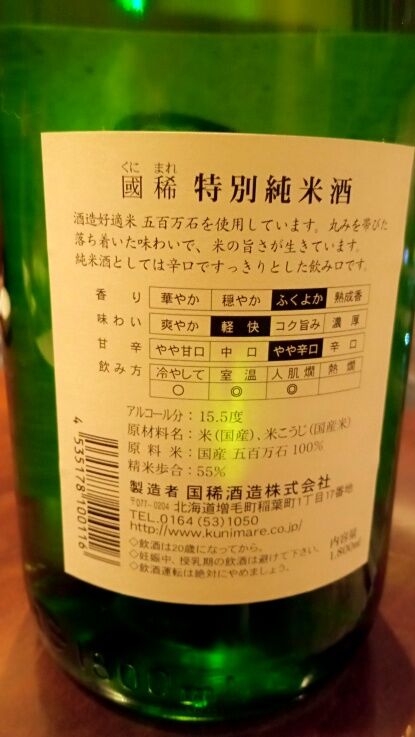 くに まれ
國稀 特別純米酒
酒造好適米 五百万石を使用しています。丸みを帯びた
落ち着いた味わいで、米の旨さが生きています。
純米酒としては辛口ですっきりとした飲み口です。
香り 華やか 穏やか ふくよか 熟成香
味わい 爽やか 軽快 コク旨み 濃厚
甘辛 やや甘口 中口 やや辛口 辛口
飲み方 冷やして 室温 人肌燗 熱燗
○ ◎ ◎
アルコール分：15.5度
原材料名：米(国産)、米こうじ(国産米)
原料米：国産 五百万石 100%
精米歩合：55%
製造者 国稀酒造株式会社
〒077-0204 北海道増毛町稲葉町1丁目17番地
TEL.0164(53)1050
http://www.kunimare.co.jp/
◇飲酒は20歳になってから。
◇妊娠中、授乳期の飲酒は避けて下さい。
◇飲酒運転は絶対にやめましょう。
内容量
1,800ml
4 535178 100116
1800